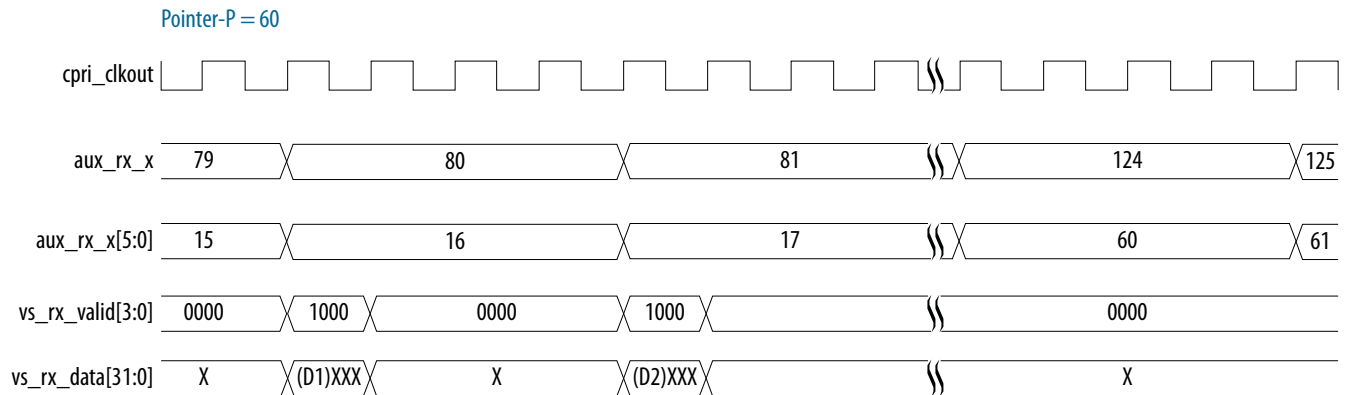 Pointer-P = 60
cpri_clkout
aux_rx_x 79 80 81 124 125
aux_rx_x[5:0] 15 16 17 60 61
vs_rx_valid[3:0] 0000 1000 0000 1000 0000
vs_rx_data[31:0] X (D1)XXX X (D2)XXX X